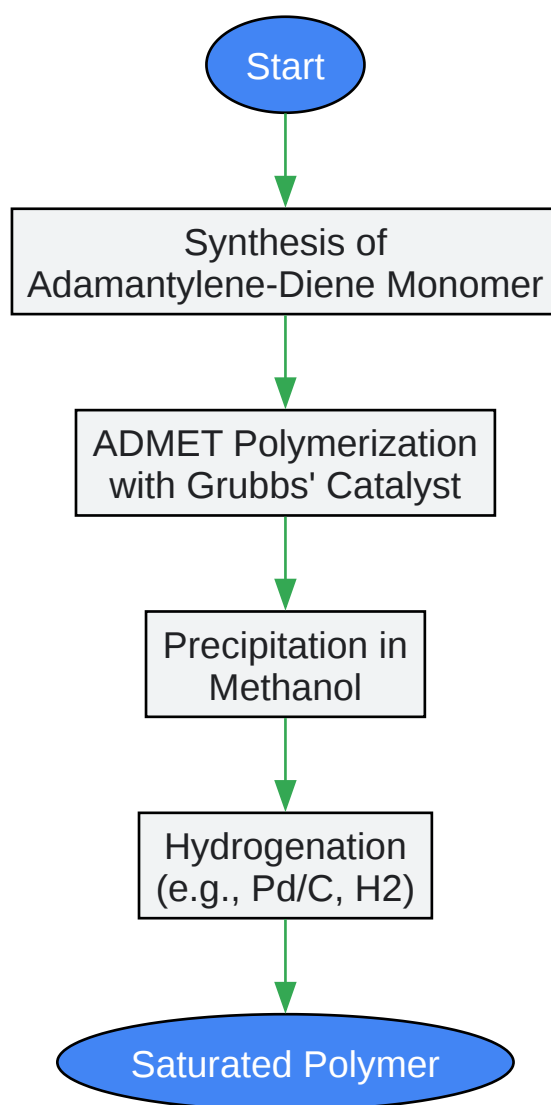 Start
Synthesis of
Adamantylene-Diene Monomer
ADMET Polymerization
with Grubbs' Catalyst
Precipitation in
Methanol
Hydrogenation
(e.g., Pd/C, H2)
Saturated Polymer